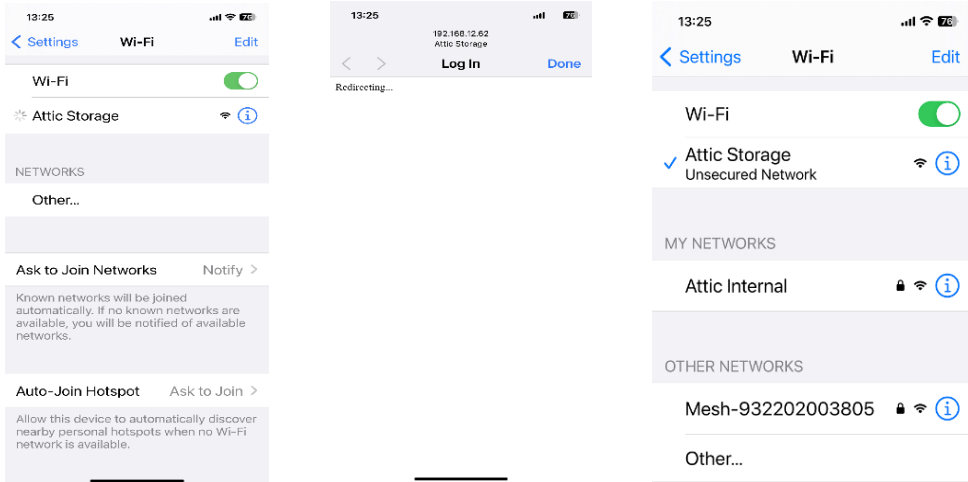 13:25
76
Settings
Wi-Fi
Edit
Wi-Fi
Attic Storage
NETWORKS
Other...
Ask to Join Networks
Notify
Known networks will be joined
automatically. If no known networks are
available, you will be notified of available
networks.
Auto-Join Hotspot
Ask to Join
Allow this device to automatically discover
nearby personal hotspots when no Wi-Fi
network is available.
13:25
76
192.168.12.62
Attic Storage
Log In
Done
Redirecting...
13:25
76
Settings
Wi-Fi
Edit
Wi-Fi
Attic Storage
Unsecured Network
MY NETWORKS
Attic Internal
OTHER NETWORKS
Mesh-932202003805
Other...